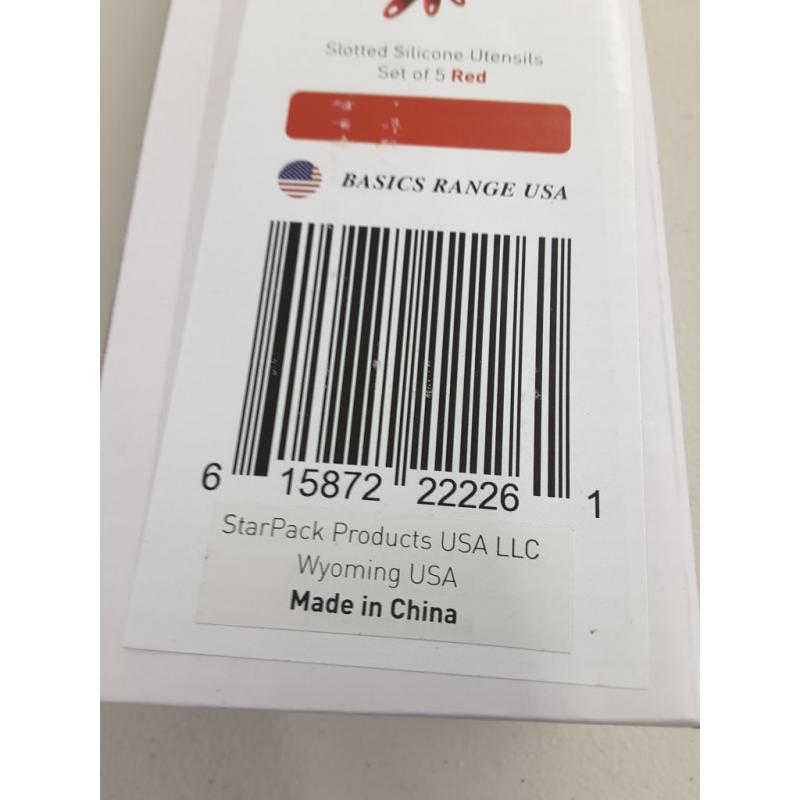 Slotted Silicone Utensils
Set of 5 Red
BASICS RANGE USA
6 15872 22226 1
StarPack Products USA LLC
Wyoming USA
Made in China